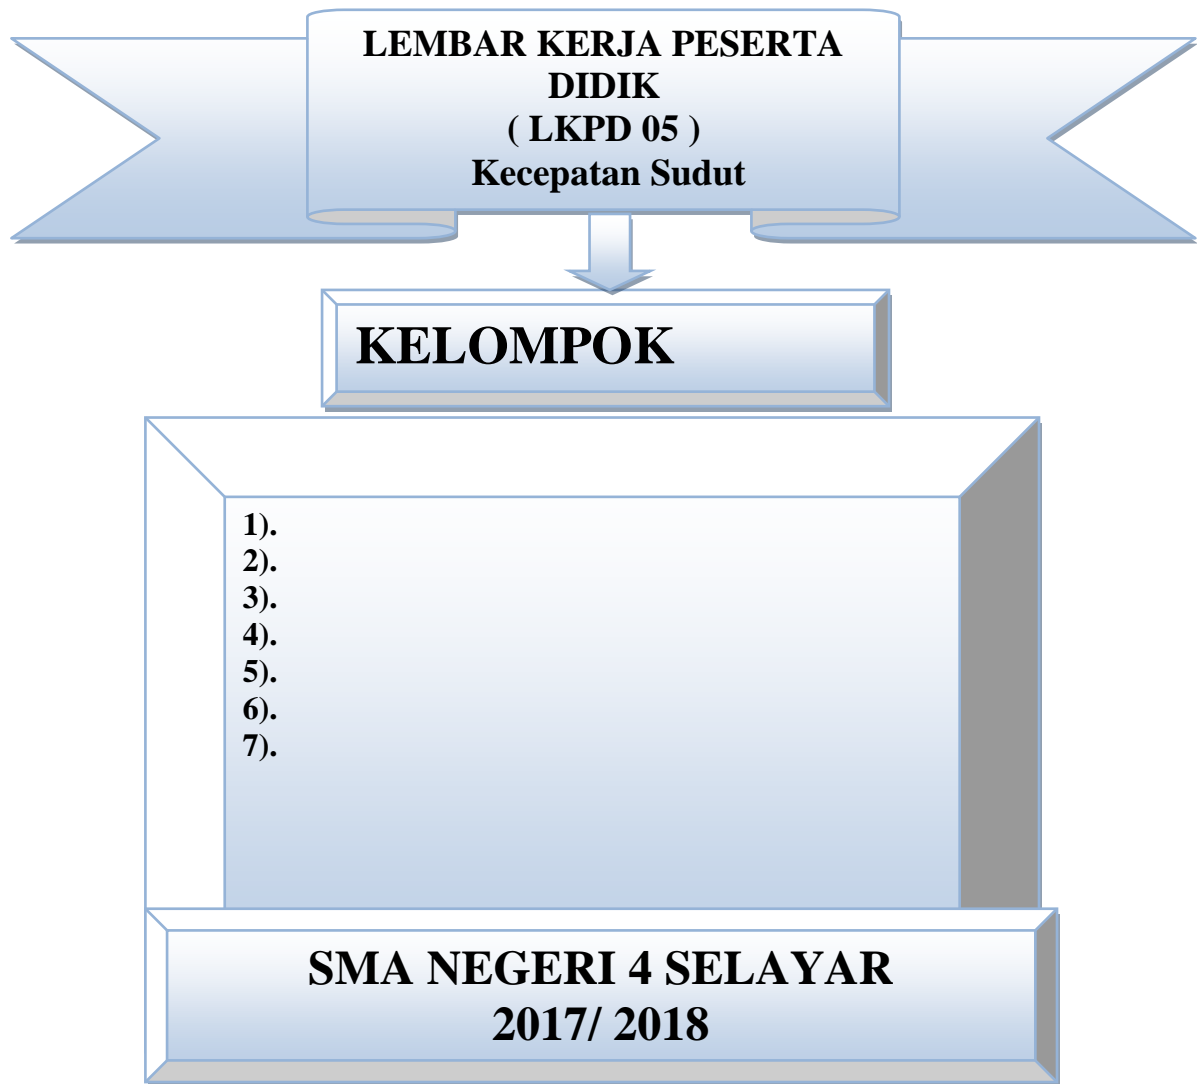 LEMBAR KERJA PESERTA
DIDIK
( LKPD 05 )
Kecepatan Sudut
KELOMPOK
1).
2).
3).
4).
5).
6).
7).
SMA NEGERI 4 SELAYAR
2017/ 2018